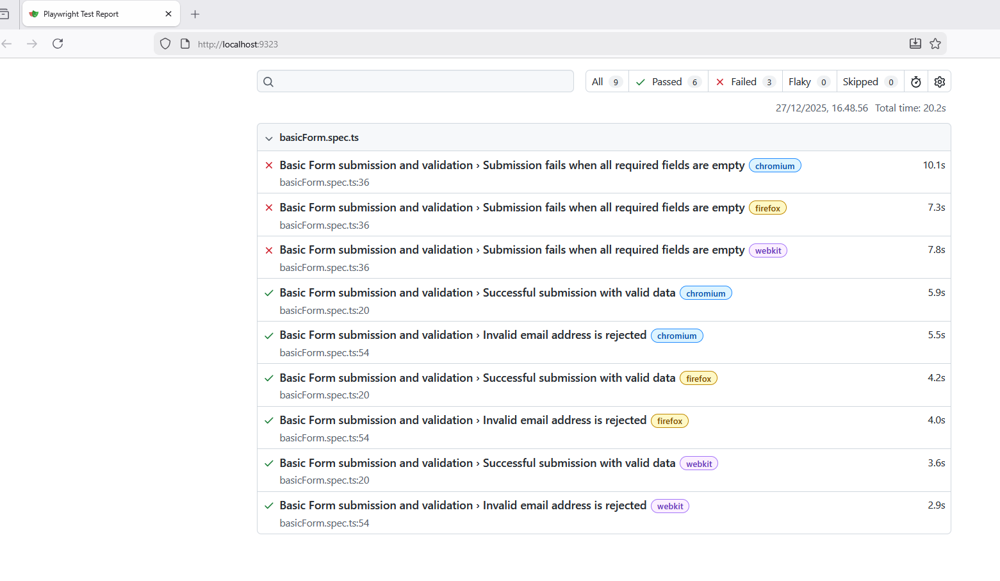 Playwright Test Report
http://localhost:9323
All 9 Passed 6 Failed 3 Flaky 0 Skipped 0
27/12/2025, 16.48.56 Total time: 20.2s
basicForm.spec.ts
Basic Form submission and validation › Submission fails when all required fields are empty chromium 10.1s
basicForm.spec.ts:36
Basic Form submission and validation › Submission fails when all required fields are empty firefox 7.3s
basicForm.spec.ts:36
Basic Form submission and validation › Submission fails when all required fields are empty webkit 7.8s
basicForm.spec.ts:36
Basic Form submission and validation › Successful submission with valid data chromium 5.9s
basicForm.spec.ts:20
Basic Form submission and validation › Invalid email address is rejected chromium 5.5s
basicForm.spec.ts:54
Basic Form submission and validation › Successful submission with valid data firefox 4.2s
basicForm.spec.ts:20
Basic Form submission and validation › Invalid email address is rejected firefox 4.0s
basicForm.spec.ts:54
Basic Form submission and validation › Successful submission with valid data webkit 3.6s
basicForm.spec.ts:20
Basic Form submission and validation › Invalid email address is rejected webkit 2.9s
basicForm.spec.ts:54